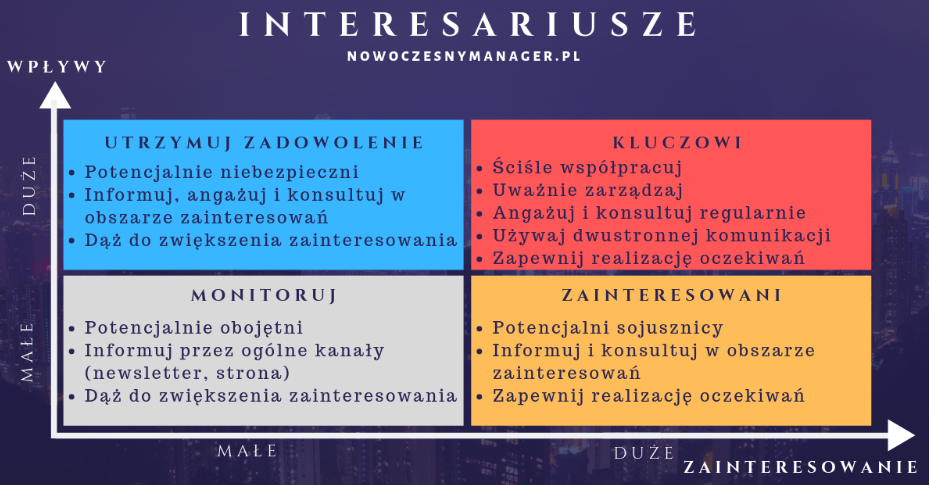 INTERESARIUSZE
NOWOCZESNYMANAGER.PL
WPŁYWY
DUŻE
UTRZYMUJ ZADOWOLENIE
• Potencjalnie niebezpieczni
• Informuj, angażuj i konsultuj w
obszarze zainteresowań
• Dąż do zwiększenia zainteresowania
KLUCZOWI
• Ściśle współpracuj
• Uważnie zarządzaj
• Angażuj i konsultuj regularnie
• Używaj dwustronnej komunikacji
• Zapewnij realizację oczekiwań
MAŁE
MONITORUJ
• Potencjalnie obojętni
• Informuj przez ogólne kanały
(newsletter, strona)
• Dąż do zwiększenia zainteresowania
ZAINTERESOWANI
• Potencjalni sojusznicy
• Informuj i konsultuj w obszarze
zainteresowań
• Zapewnij realizację oczekiwań
MAŁE
DUŻE
ZAINTERESOWANIE